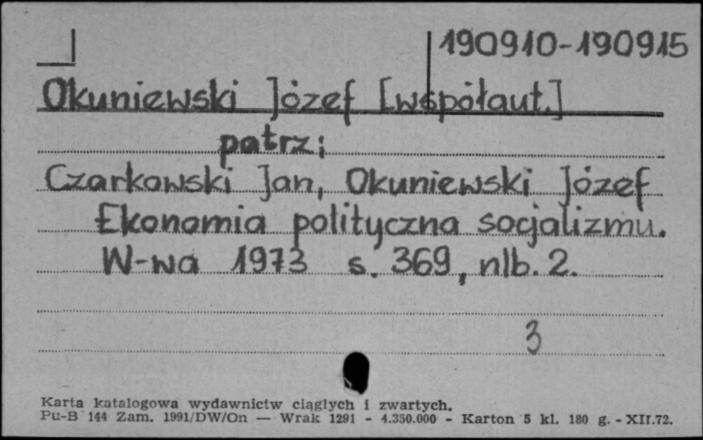 190910-190915
Okuniewski Józef [współaut.]
patrz:
Czarkowski Jan, Okuniewski Józef
Ekonomia polityczna socjalizmu.
W-wa 1973 s. 369, nlb. 2.
3
Karta katalogowa wydawnictw ciągłych i zwartych.
Pu-B 144 Zam. 1991/DW/On — Wrak 1291 - 4.350.000 - Karton 5 kl. 180 g. - XII.72.